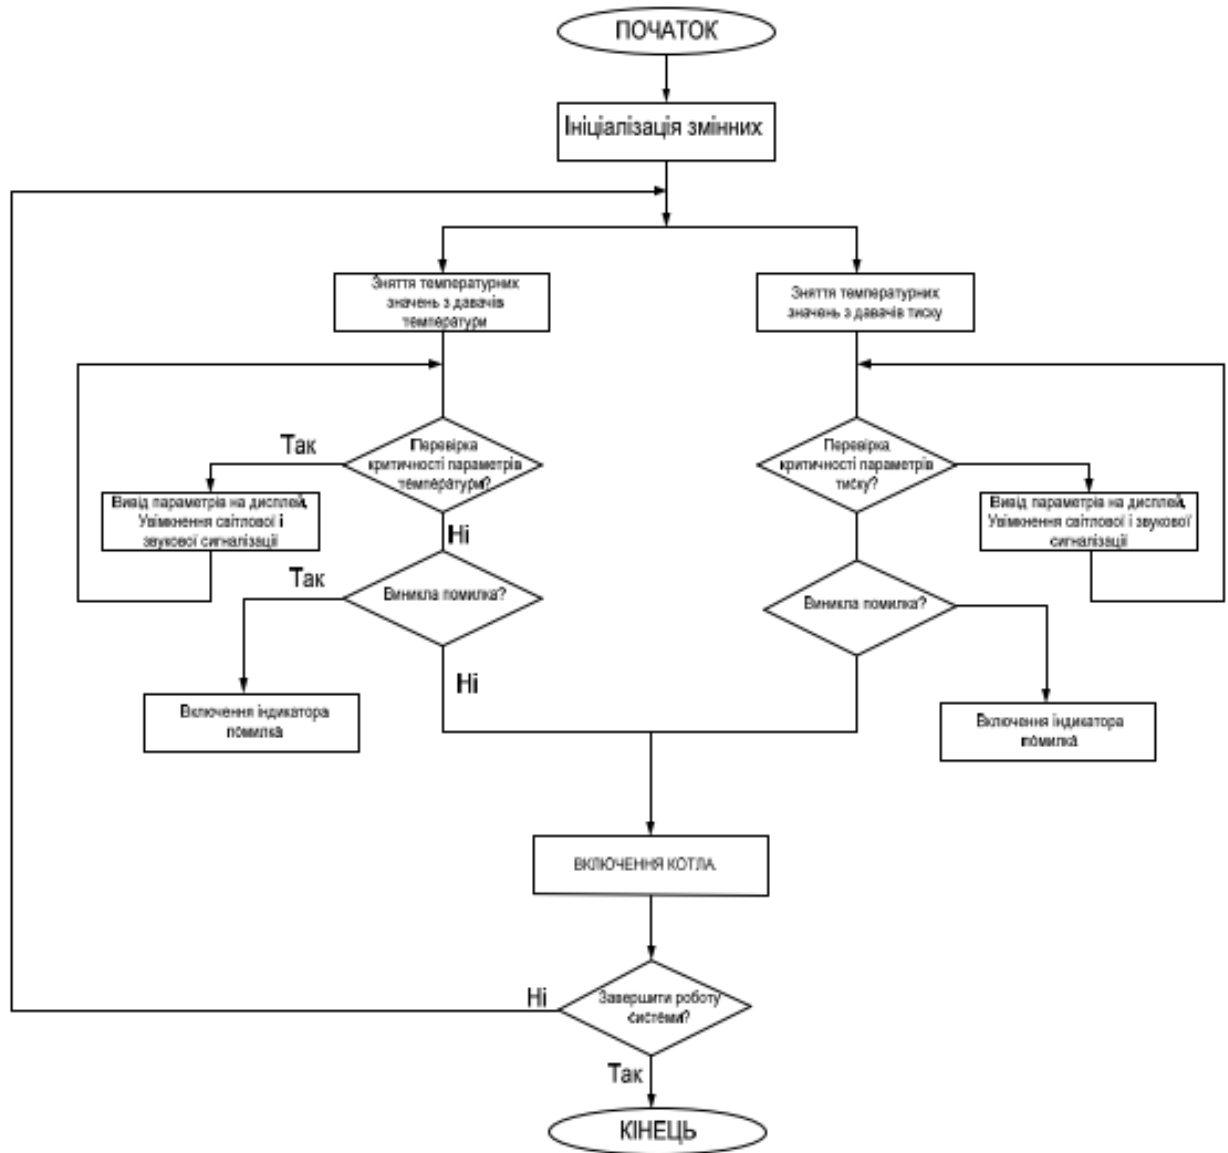 ПОЧАТОК
Ініціалізація змінних
Зняття температурних
значень з давачів
температури
Зняття температурних
значень з давачів тиску
Так
Перевірка
критичності параметрів
температури?
Перевірка
критичності параметрів
тиску?
Вивід параметрів на дисплей,
Увімкнення світлової і
звукової сигналізації
Вивід параметрів на дисплей,
Увімкнення світлової і звукової
сигналізації
Ні
Так
Виникла помилка?
Виникла помилка?
Ні
Включення індикатора
помилка
Включення індикатора
помилка
ВКЛЮЧЕННЯ КОТЛА.
Ні
Завершити роботу
системи?
Так
КІНЕЦЬ